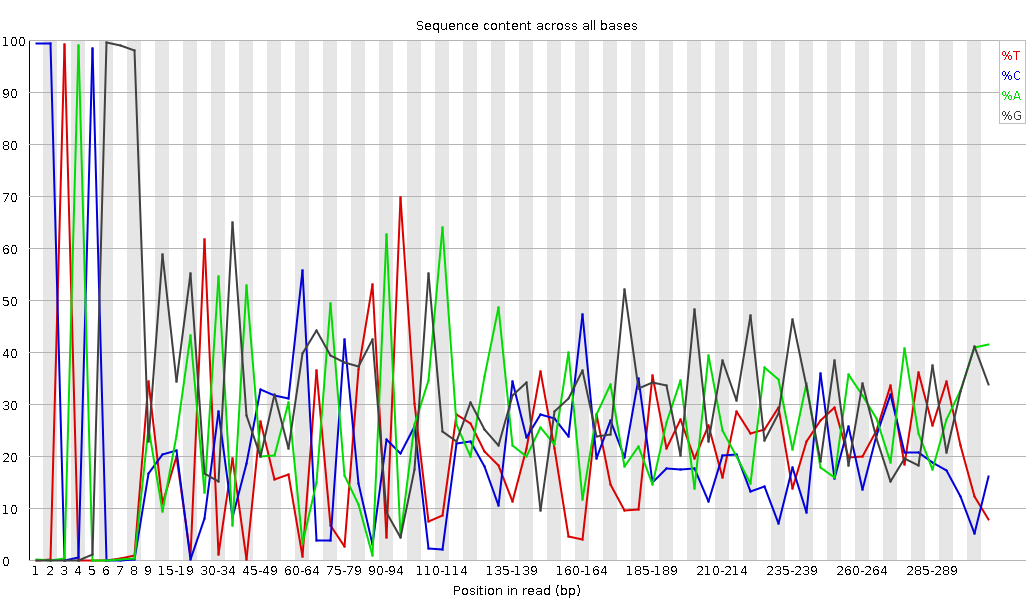 Sequence content across all bases
100
90
80
70
60
50
40
30
20
10
0
%T
%C
%A
%G
1 2 3 4 5 6 7 8 9 15-19 30-34 45-49 60-64 75-79 90-94 110-114 135-139 160-164 185-189 210-214 235-239 260-264 285-289
Position in read (bp)